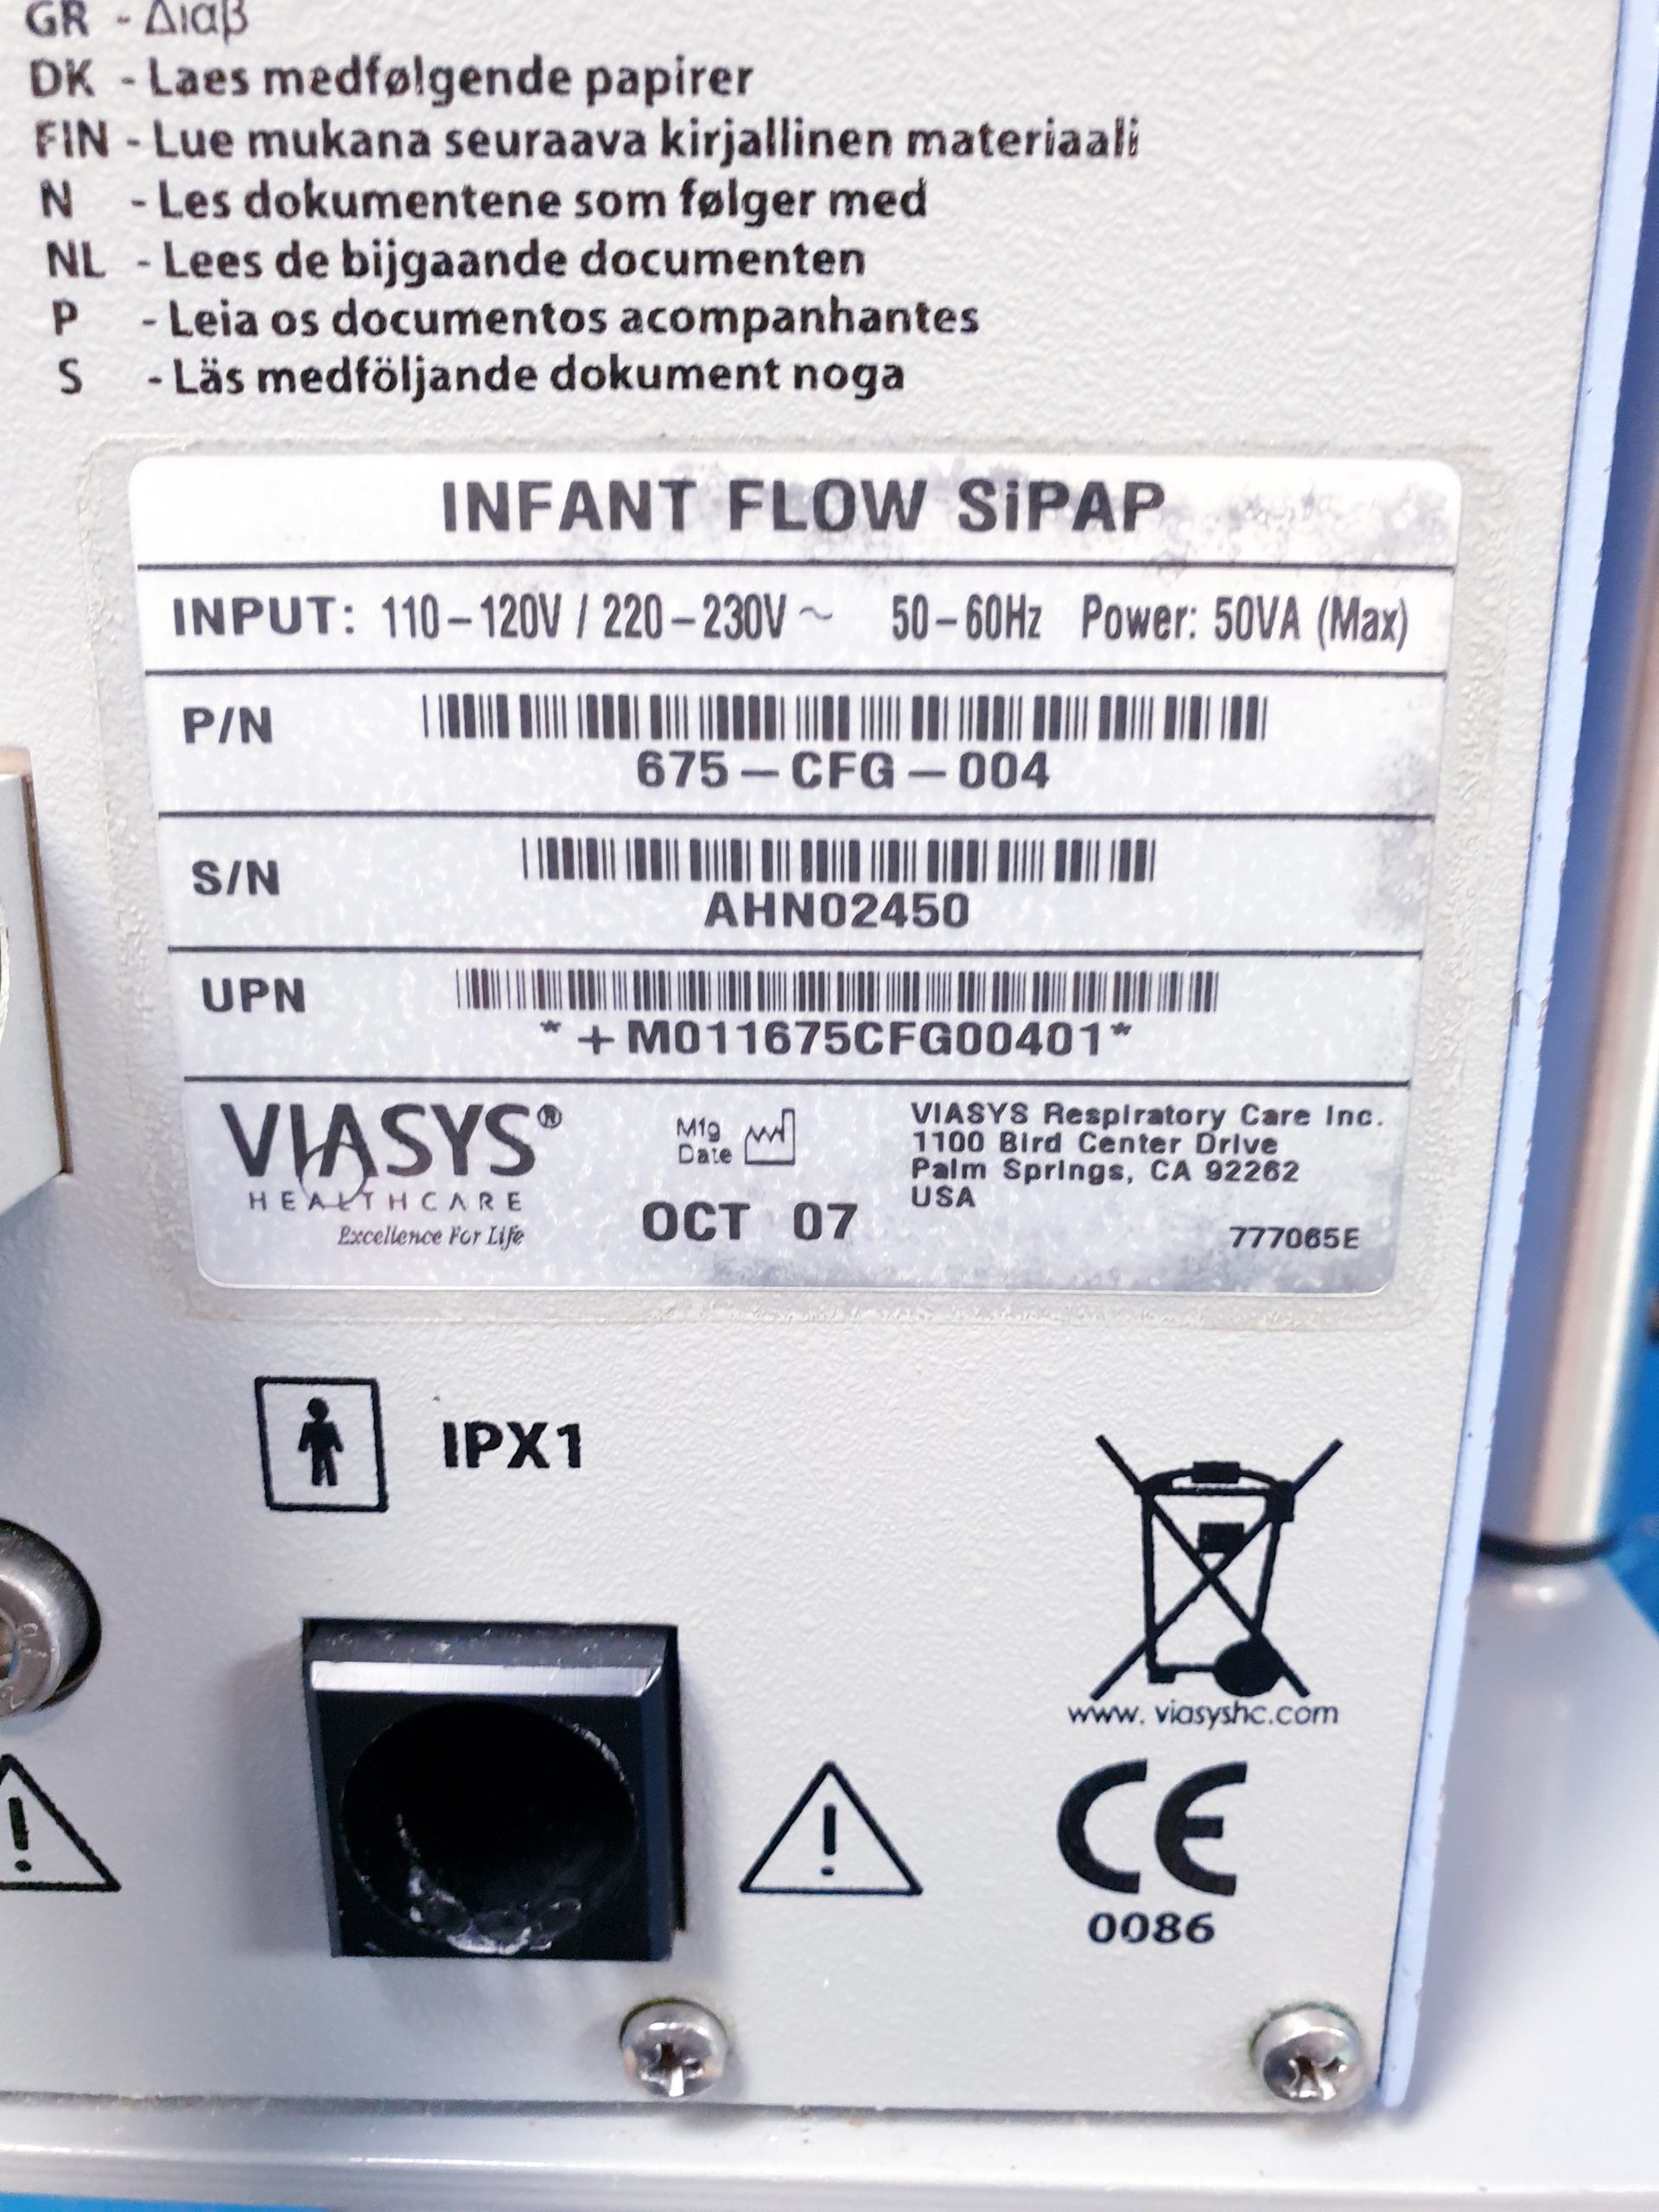 GR - Διαβ
DK - Laes medfølgende papirer
FIN - Lue mukana seuraava kirjallinen materiaali
N - Les dokumentene som følger med
NL - Lees de bijgaande documenten
P - Leia os documentos acompanhantes
S - Läs medföljande dokument noga
INFANT FLOW SiPAP
INPUT: 110-120V / 220-230V ~ 50-60Hz Power: 50VA (Max)
P/N
675-CFG-004
S/N
AHN02450
UPN
*+M011675CFG00401*
VIASYS®
HEALTHCARE
Excellence For Life
Mfg
Date
OCT 07
VIASYS Respiratory Care Inc.
1100 Bird Center Drive
Palm Springs, CA 92262
USA
777065E
IPX1
www.viasyshc.com
CE
0086